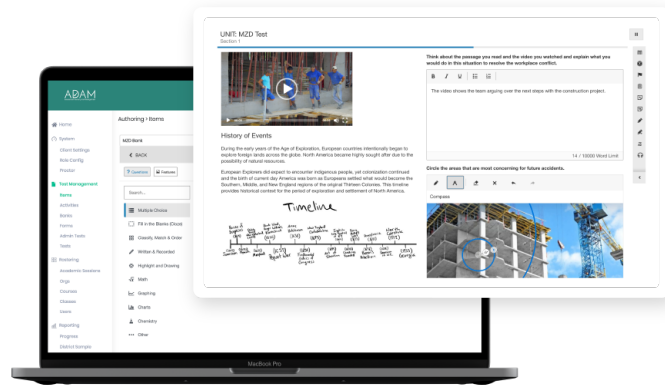 ADAM
Home
System
Client Settings
Role Config
Proctor
Test Management
Items
Activities
Banks
Forms
Admin Tools
Tests
Rostering
Academic Sessions
Orgs
Courses
Classes
Users
Reporting
Progress
District Sample
Authoring > Items
MZD Blank
BACK
Questions
Features
Search...
Multiple Choice
Fill in the Blanks (Cloze)
Classify, Match & Order
Written & Recorded
Highlight and Drawing
Math
Graphing
Charts
Chemistry
Other
MacBook Pro
UNIT: MZD Test
Section 1
History of Events
During the early years of the Age of Exploration, European countries intentionally began to
explore foreign lands across the globe. North America became highly sought after due to the
possibility of natural resources.
European Explorers did expect to encounter indigenous people, yet colonization continued
and the birth of current day America was born as Europeans settled what would become the
Southern, Middle, and New England regions of the original Thirteen Colonies. This timeline
provides historical context for the period of exploration and settlement of North America.
Timeline
Think about the passage you read and the video you watched and explain what you
would do in this situation to resolve the workplace conflict.
B I U
The video shows the team arguing over the next steps with the construction project.
14 / 10000 Word Limit
Circle the areas that are most concerning for future accidents.
Compass